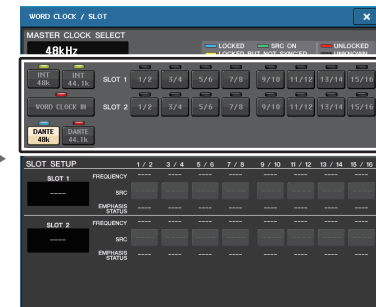 WORD CLOCK / SLOT
MASTER CLOCK SELECT
48kHz
LOCKED SRC ON UNLOCKED
LOCKED BUT NOT SYNC'ED UNKNOWN
INT 48k INT 44.1k SLOT 1 1/2 3/4 5/6 7/8 9/10 11/12 13/14 15/16
WORD CLOCK IN SLOT 2 1/2 3/4 5/6 7/8 9/10 11/12 13/14 15/16
DANTE 48k DANTE 44.1k
SLOT SETUP 1 / 2 3 / 4 5 / 6 7 / 8 9 / 10 11 / 12 13 / 14 15 / 16
SLOT 1 FREQUENCY ---- ---- ---- ---- ---- ---- ---- ----
---- SRC ---- ---- ---- ---- ---- ---- ---- ----
EMPHASIS STATUS ---- ---- ---- ---- ---- ---- ---- ----
SLOT 2 FREQUENCY ---- ---- ---- ---- ---- ---- ---- ----
---- SRC ---- ---- ---- ---- ---- ---- ---- ----
EMPHASIS STATUS ---- ---- ---- ---- ---- ---- ---- ----